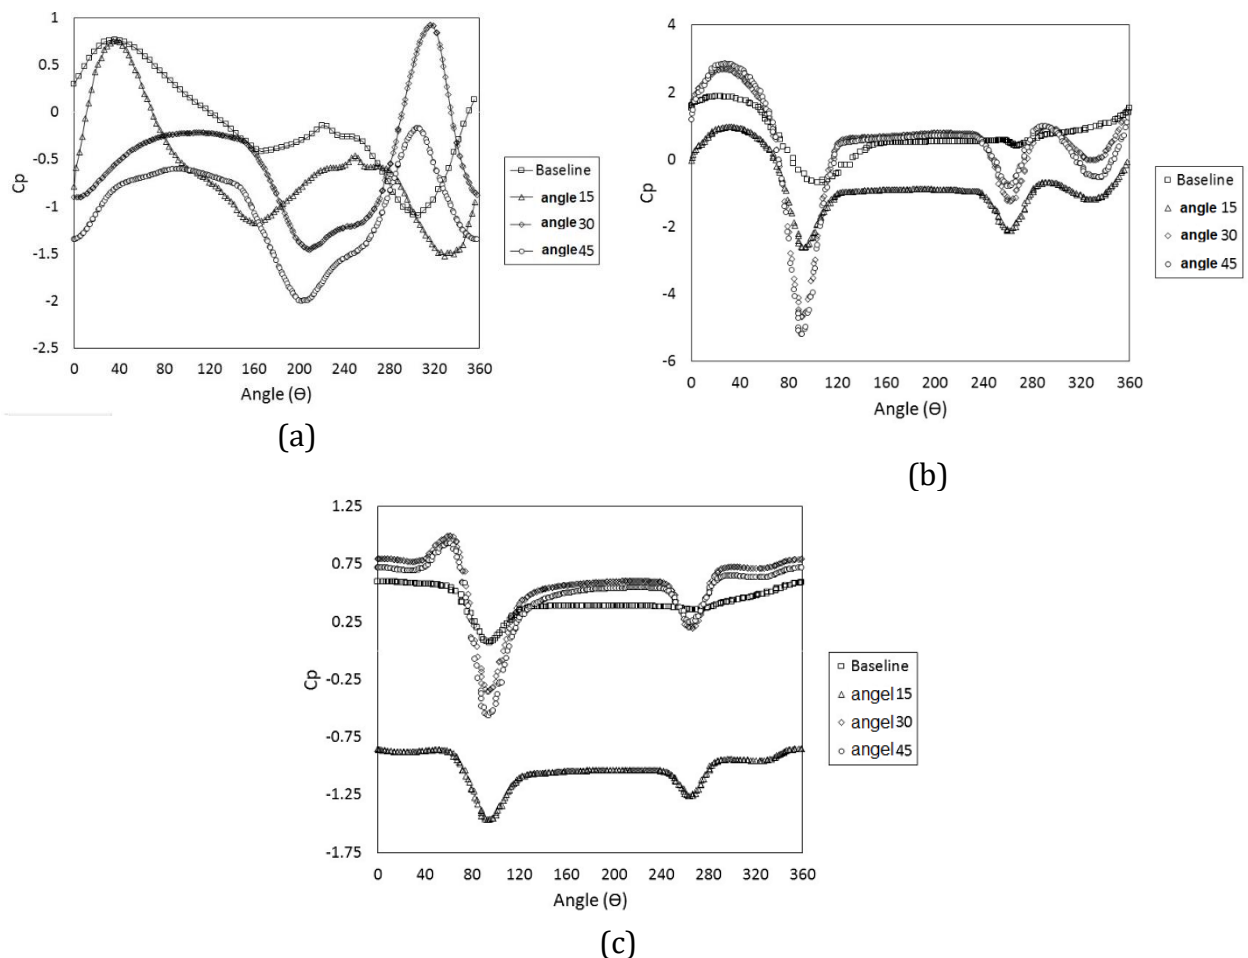 1
0.5
0
-0.5
-1
-1.5
-2
-2.5
Cp
0 40 80 120 160 200 240 280 320 360
Angle (Ɵ)
Baseline
angle 15
angle 30
angle 45
(a)
4
2
0
-2
-4
-6
Cp
0 40 80 120 160 200 240 280 320 360
Angle (Ɵ)
Baseline
angle 15
angle 30
angle 45
(b)
1.25
0.75
0.25
-0.25
-0.75
-1.25
-1.75
Cp
0 40 80 120 160 200 240 280 320 360
Angle (Ɵ)
Baseline
angel 15
angel 30
angel 45
(c)